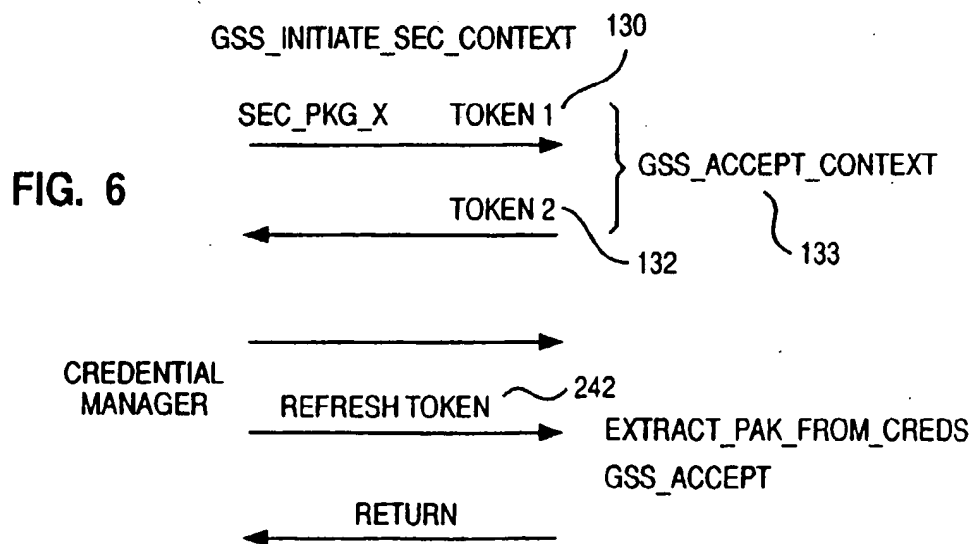 GSS_INITIATE_SEC_CONTEXT
130
SEC_PKG_X TOKEN 1
GSS_ACCEPT_CONTEXT
FIG. 6
TOKEN 2
132
133
CREDENTIAL
MANAGER
REFRESH TOKEN
242
EXTRACT_PAK_FROM_CREDS
GSS_ACCEPT
RETURN